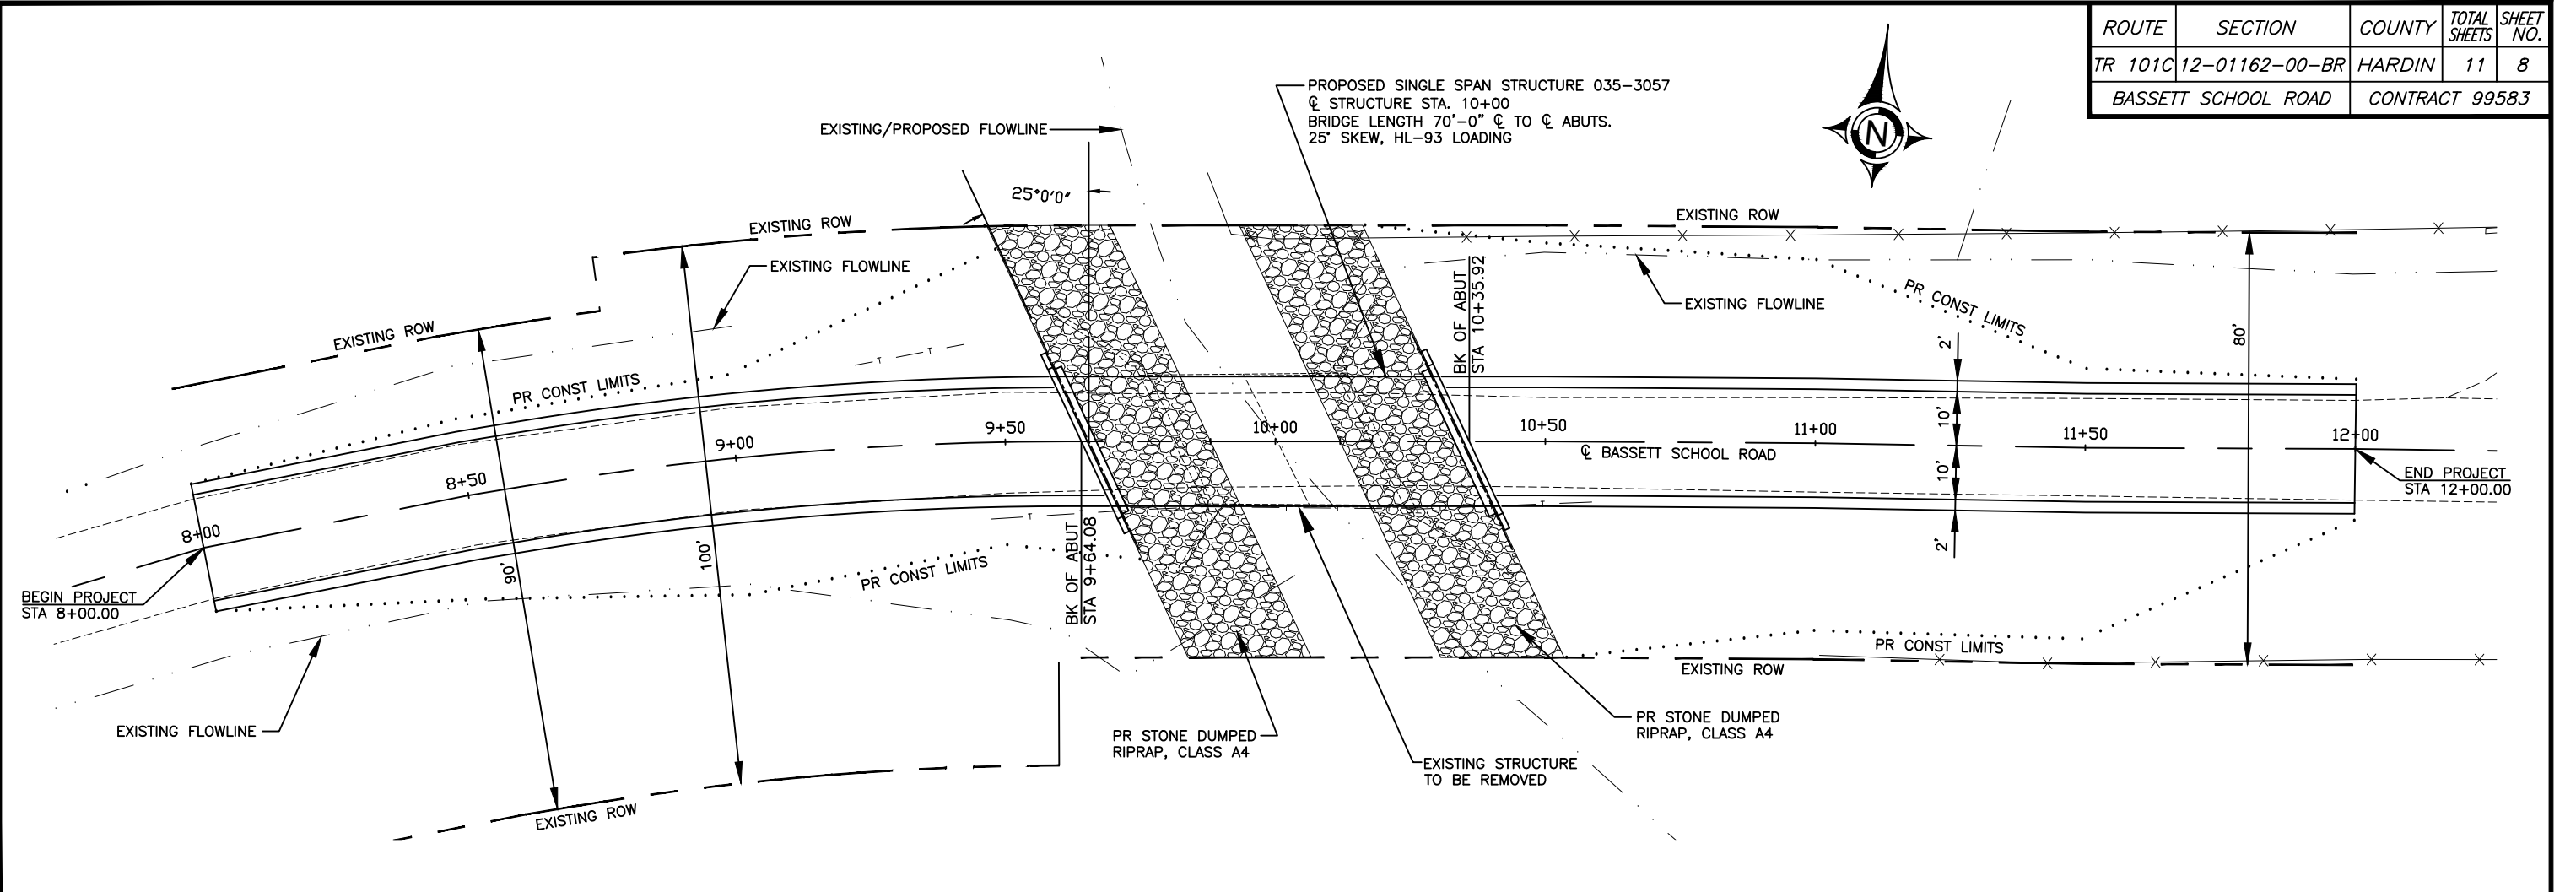 ROUTE SECTION COUNTY TOTAL SHEETS SHEET NO.
TR 101C 12-01162-00-BR HARDIN 11 8
BASSETT SCHOOL ROAD CONTRACT 99583
PROPOSED SINGLE SPAN STRUCTURE 035-3057
℄ STRUCTURE STA. 10+00
BRIDGE LENGTH 70'-0" ℄ TO ℄ ABUTS.
25° SKEW, HL-93 LOADING
EXISTING/PROPOSED FLOWLINE
N
25°0'0"
EXISTING ROW
EXISTING ROW
EXISTING FLOWLINE
EXISTING ROW
EXISTING FLOWLINE
PR CONST LIMITS
PR CONST LIMITS
BK OF ABUT
STA 10+35.92
80'
2'
10'
10'
2'
8+00
8+50
9+00
9+50
10+00
10+50
11+00
11+50
12+00
℄ BASSETT SCHOOL ROAD
END PROJECT
STA 12+00.00
BEGIN PROJECT
STA 8+00.00
90'
100'
BK OF ABUT
STA 9+64.08
PR CONST LIMITS
PR CONST LIMITS
EXISTING ROW
EXISTING FLOWLINE
PR STONE DUMPED
RIPRAP, CLASS A4
PR STONE DUMPED
RIPRAP, CLASS A4
EXISTING STRUCTURE
TO BE REMOVED
EXISTING ROW
T
T
T
T
T
T